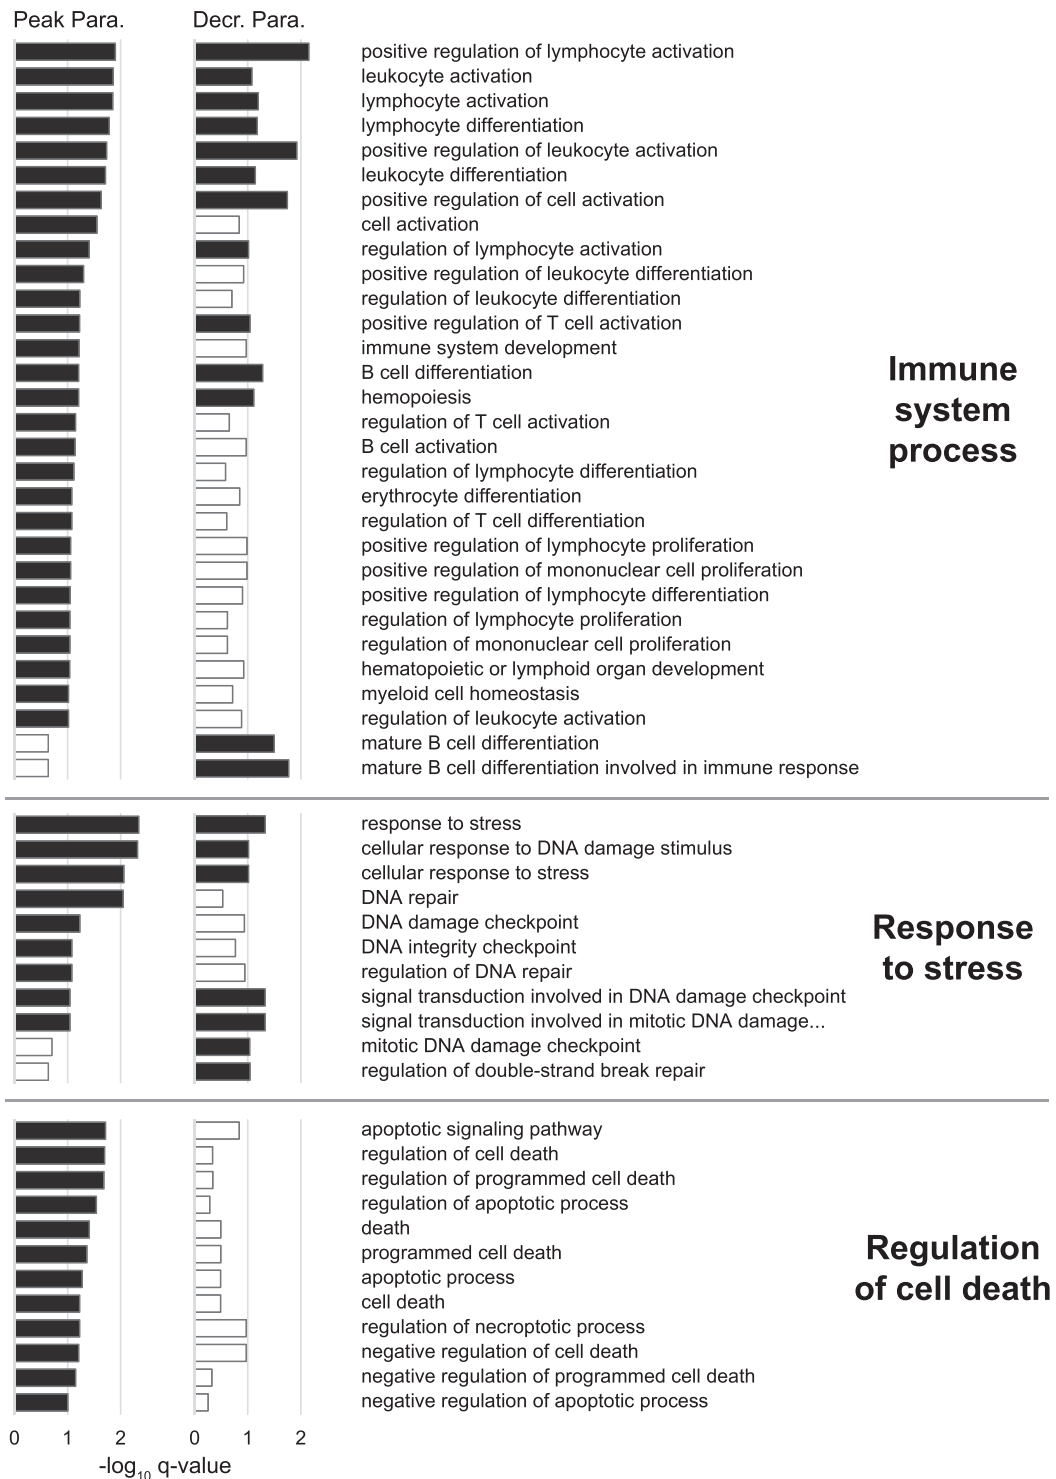 Peak Para.
Decr. Para.
positive regulation of lymphocyte activation
leukocyte activation
lymphocyte activation
lymphocyte differentiation
positive regulation of leukocyte activation
leukocyte differentiation
positive regulation of cell activation
cell activation
regulation of lymphocyte activation
positive regulation of leukocyte differentiation
regulation of leukocyte differentiation
positive regulation of T cell activation
immune system development
B cell differentiation
hemopoiesis
regulation of T cell activation
B cell activation
regulation of lymphocyte differentiation
erythrocyte differentiation
regulation of T cell differentiation
positive regulation of lymphocyte proliferation
positive regulation of mononuclear cell proliferation
positive regulation of lymphocyte differentiation
regulation of lymphocyte proliferation
regulation of mononuclear cell proliferation
hematopoietic or lymphoid organ development
myeloid cell homeostasis
regulation of leukocyte activation
mature B cell differentiation
mature B cell differentiation involved in immune response
Immune
system
process
response to stress
cellular response to DNA damage stimulus
cellular response to stress
DNA repair
DNA damage checkpoint
DNA integrity checkpoint
regulation of DNA repair
signal transduction involved in DNA damage checkpoint
signal transduction involved in mitotic DNA damage...
mitotic DNA damage checkpoint
regulation of double-strand break repair
Response
to stress
apoptotic signaling pathway
regulation of cell death
regulation of programmed cell death
regulation of apoptotic process
death
programmed cell death
apoptotic process
cell death
regulation of necroptotic process
negative regulation of cell death
negative regulation of programmed cell death
negative regulation of apoptotic process
Regulation
of cell death
0 1 2
0 1 2
-log10 q-value